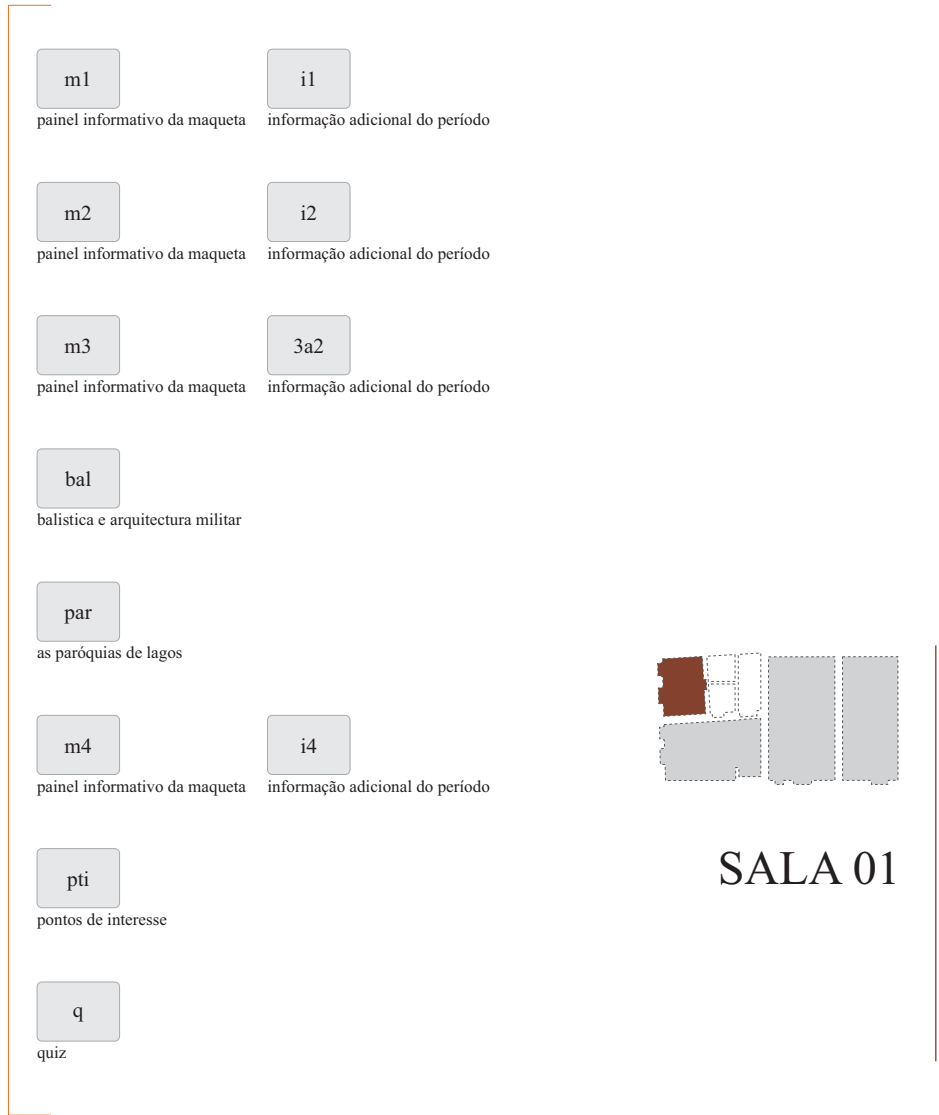 m1
painel informativo da maqueta
i1
informação adicional do período
m2
painel informativo da maqueta
i2
informação adicional do período
m3
painel informativo da maqueta
3a2
informação adicional do período
bal
balistica e arquitectura militar
par
as paróquias de lagos
m4
painel informativo da maqueta
i4
informação adicional do período
pti
pontos de interesse
q
quiz
SALA 01